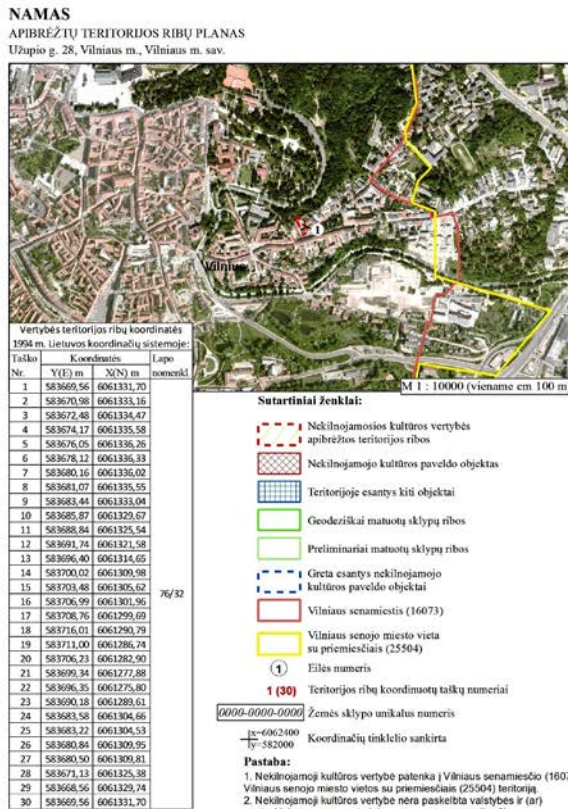 NAMAS
APIBRĖŽTŲ TERITORIJOS RIBŲ PLANAS
Užupio g. 28, Vilniaus m., Vilniaus m. sav.
1
Vilnius
M 1 : 10000 (viename cm 100 m)
Vertybės teritorijos ribų koordinatės
1994 m. Lietuvos koordinačių sistemoje:
Taško Koordinatės Lapo
Nr. Y(E) m X(N) m nomenkl.
1 583669,56 6061331,70
2 583670,98 6061333,16
3 583672,48 6061334,47
4 583674,17 6061335,58
5 583676,05 6061336,26
6 583678,12 6061336,33
7 583680,16 6061336,02
8 583681,07 6061335,55
9 583683,44 6061333,04
10 583685,87 6061329,67
11 583688,84 6061325,54
12 583691,74 6061321,58
13 583696,40 6061314,65
14 583700,02 6061309,98
15 583703,48 6061305,62
76/32
16 583706,99 6061301,96
17 583708,76 6061299,69
18 583716,01 6061290,79
19 583711,00 6061286,74
20 583706,23 6061282,90
21 583699,34 6061277,88
22 583696,35 6061275,80
23 583690,18 6061289,61
24 583683,58 6061304,66
25 583683,22 6061304,53
26 583680,84 6061309,95
27 583680,50 6061309,81
28 583671,13 6061325,38
29 583668,56 6061329,74
30 583669,56 6061331,70
Sutartiniai ženklai:
Nekilnojamosios kultūros vertybės
apibrėžtos teritorijos ribos
Nekilnojamojo kultūros paveldo objektas
Teritorijoje esantys kiti objektai
Geodeziškai matuotų sklypų ribos
Preliminariai matuotų sklypų ribos
Greta esantys nekilnojamojo
kultūros paveldo objektai
Vilniaus senamiestis (16073)
Vilniaus senojo miesto vieta
su priemiesčiais (25504)
1 Eilės numeris
1 (30) Teritorijos ribų koordinuotų taškų numeriai
0000-0000-0000 Žemės sklypo unikalus numeris
x=6062400
y=582000
Koordinačių tinklelio sankirta
Pastaba:
1. Nekilnojamoji kultūros vertybė patenka į Vilniaus senamiesčio (1607
Vilniaus senojo miesto vietos su priemiesčiais (25504) teritoriją.
2. Nekilnojamoji kultūros vertybė nėra paskelbta valstybės ir (ar)